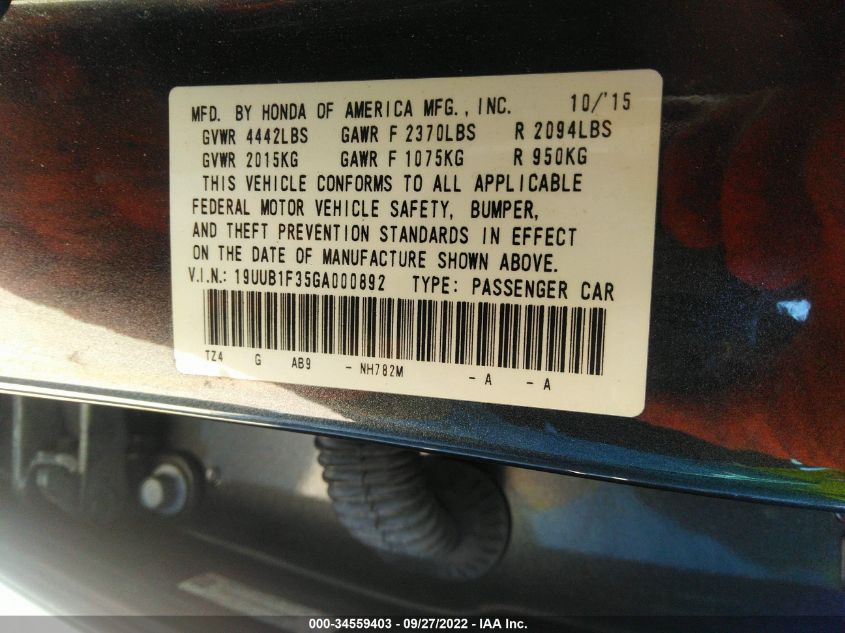 MFD. BY HONDA OF AMERICA MFG., INC. 10/'15
GVWR 4442LBS GAWR F 2370LBS R 2094LBS
GVWR 2015KG GAWR F 1075KG R 950KG
THIS VEHICLE CONFORMS TO ALL APPLICABLE
FEDERAL MOTOR VEHICLE SAFETY, BUMPER,
AND THEFT PREVENTION STANDARDS IN EFFECT
ON THE DATE OF MANUFACTURE SHOWN ABOVE.
V.I.N.: 19UUB1F35GA000892 TYPE: PASSENGER CAR
TZ4 G AB9 - NH782M - A - A
000-34559403 - 09/27/2022 - IAA Inc.